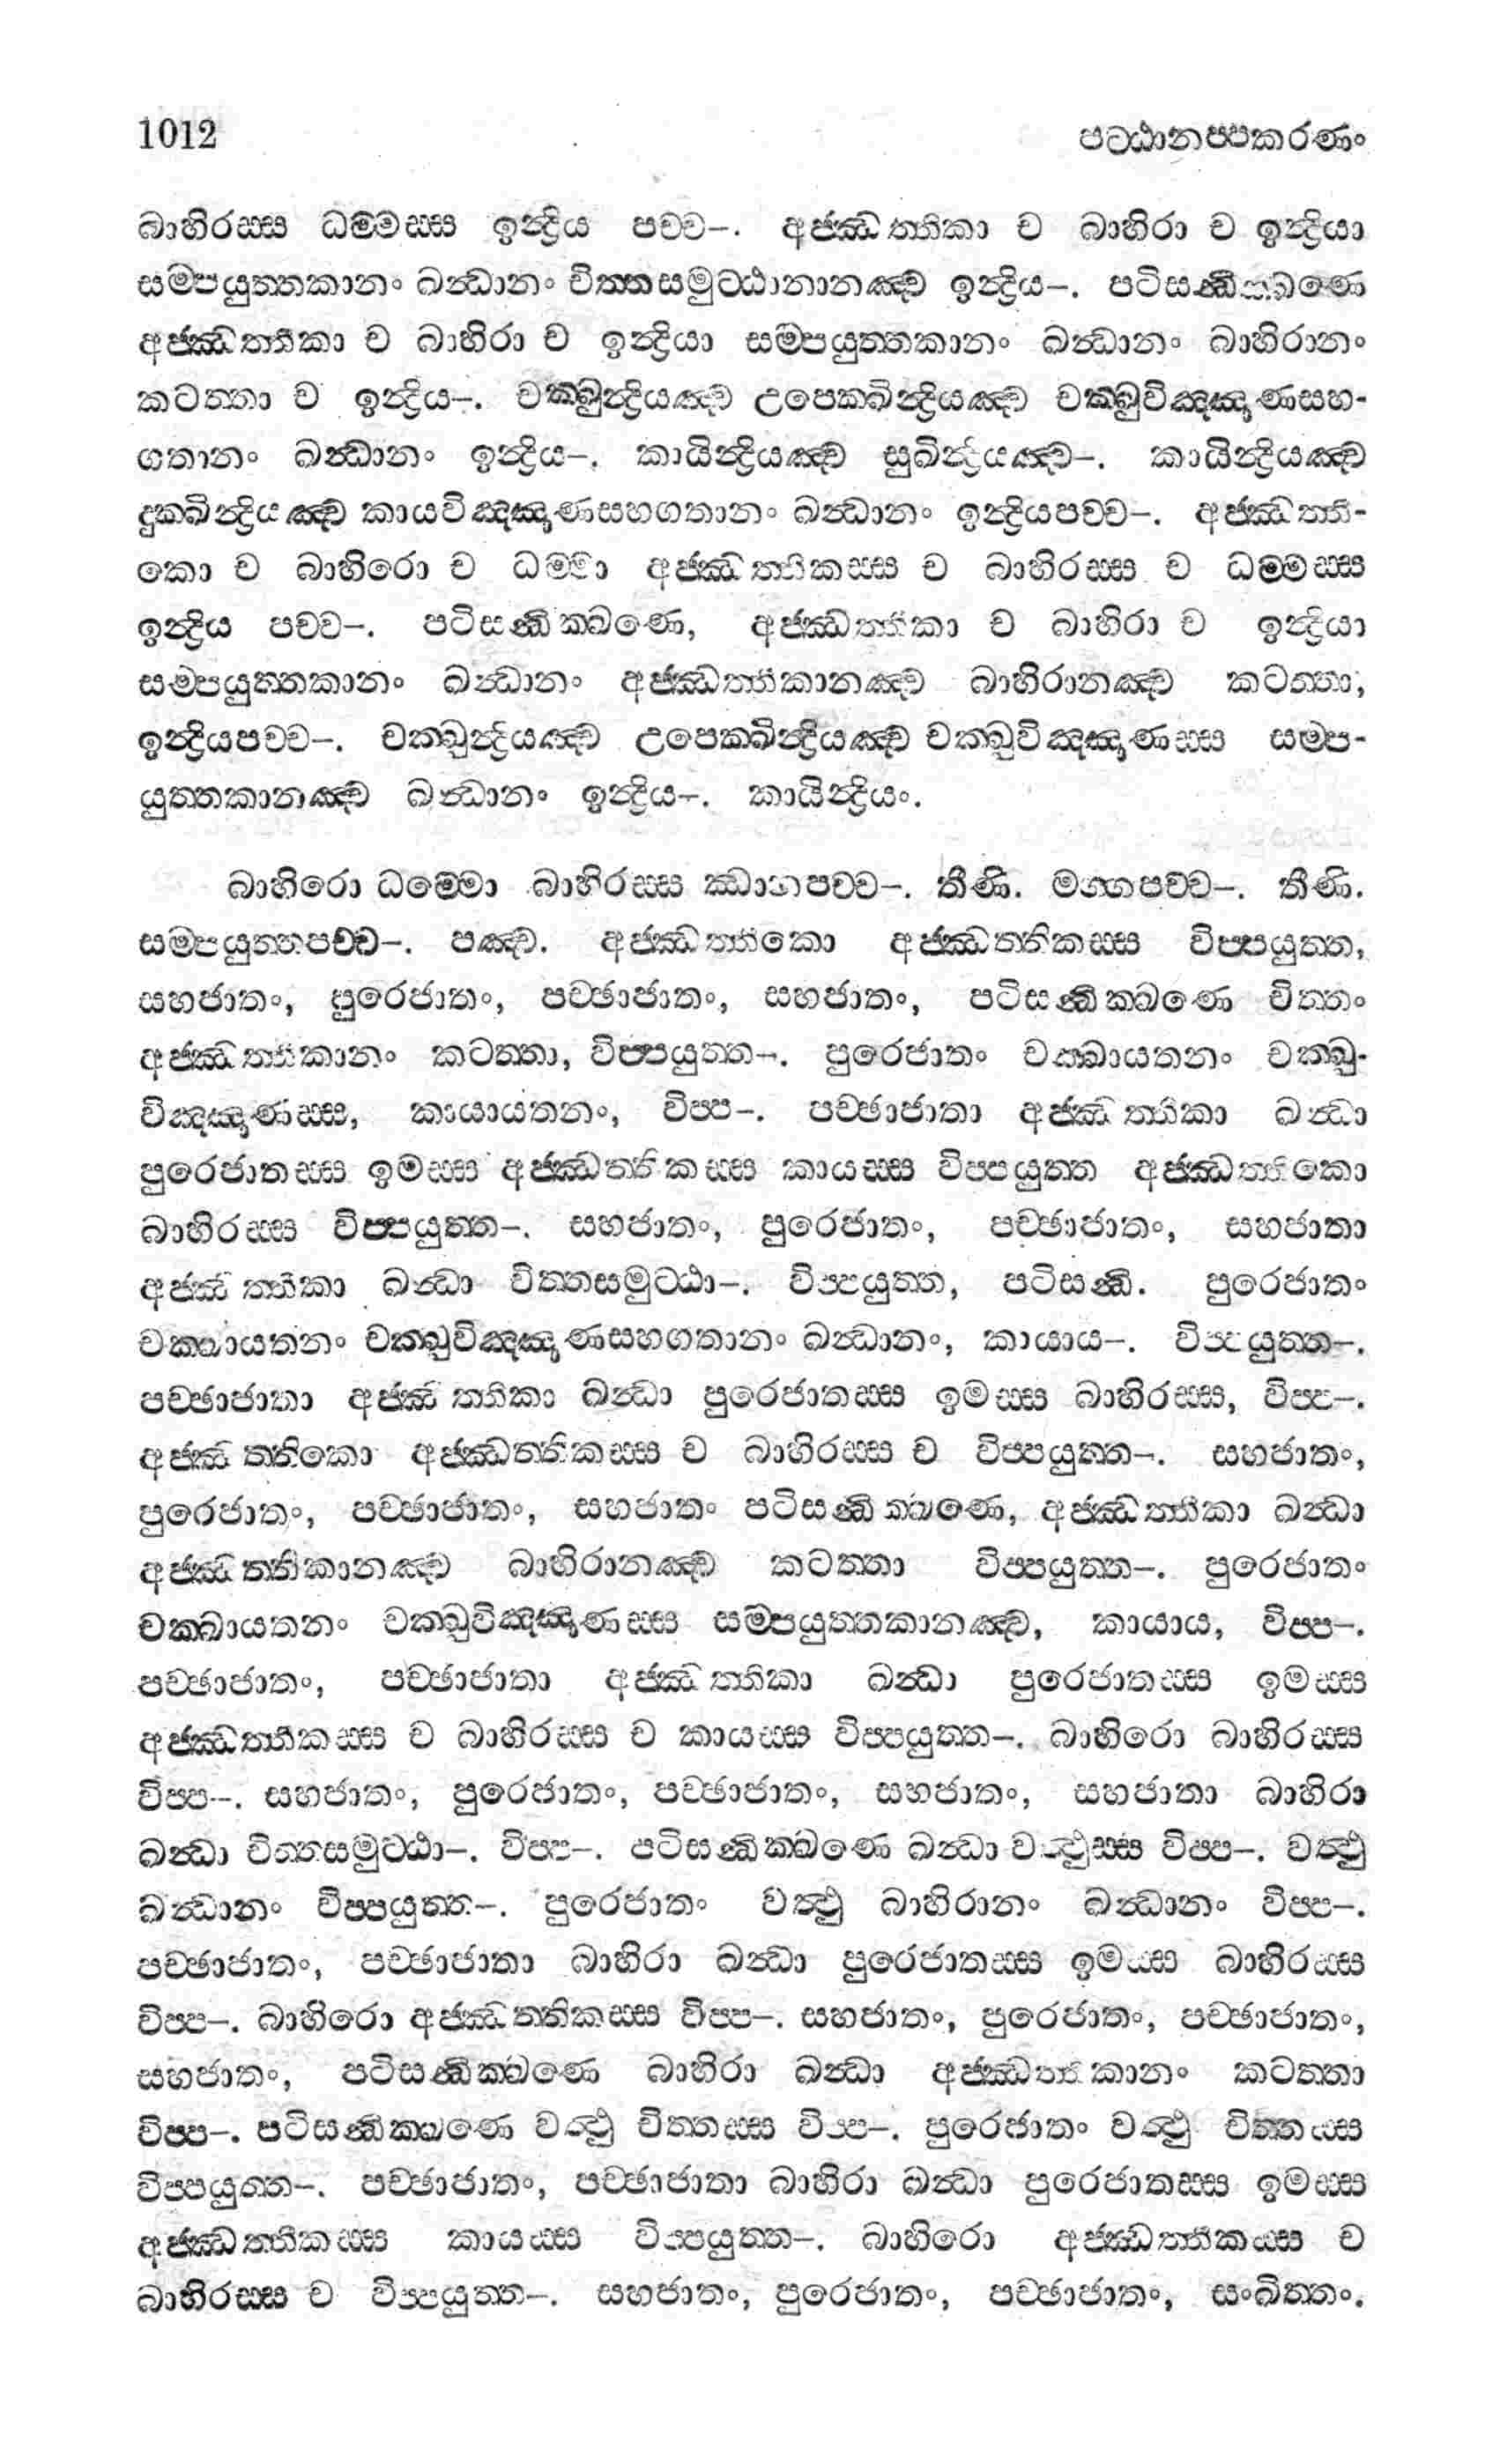 1012 පට්ඨානප්පකරණං
බාහිරස්ස ධම්මස්ස ඉන්ද්‍රිය පච්ච–. අජ්ඣත්තිකා ච බාහිරා ච ඉන්ද්‍රියා
සම්පයුත්තකානං ඛන්ධානං චිත්තසමුට්ඨානානඤ්ච ඉන්ද්‍රිය–. පටිසන්ධික්ඛණෙ
අජ්ඣත්තිකා ච බාහිරා ච ඉන්ද්‍රියා සම්පයුත්තකානං ඛන්ධානං බාහිරානං
කටත්තා ච ඉන්ද්‍රිය–. චක්ඛුන්ද්‍රියඤ්ච උපෙක්ඛින්ද්‍රියඤ්ච චක්ඛුවිඤ්ඤණසහ-
ගතානං ඛන්ධානං ඉන්ද්‍රිය–. කායින්ද්‍රියඤ්ච සුඛින්ද්‍රියඤ්ච–. කායින්ද්‍රියඤ්ච
දුක්ඛින්ද්‍රියඤ්ච කායවිඤ්ඤණසහගතානං ඛන්ධානං ඉන්ද්‍රියපච්ච–. අජ්ඣත්ති-
කො ච බාහිරො ච ධම්මා අජ්ඣත්තිකස්ස ච බාහිරස්ස ච ධම්මස්ස
ඉන්ද්‍රිය පච්ච–. පටිසන්ධික්ඛණෙ, අජ්ඣත්තිකා ච බාහිරා ච ඉන්ද්‍රියා
සම්පයුත්තකානං ඛන්ධානං අජ්ඣත්තිකානඤ්ච බාහිරානඤ්ච කටත්තා,
ඉන්ද්‍රියපච්ච–. චක්ඛුන්ද්‍රියඤ්ච උපෙක්ඛින්ද්‍රියඤ්ච චක්ඛුවිඤ්ඤණස්ස සම්ප-
යුත්තකානඤ්ච ඛන්ධානං ඉන්ද්‍රිය–. කායින්ද්‍රියං.
බාහිරො ධම්මො බාහිරස්ස ඣානපච්ච–. තීණි. මග්ගපච්ච–. තීණි.
සම්පයුත්තපච්ච–. පඤ්ච. අජ්ඣත්තිකො අජ්ඣත්තිකස්ස විප්පයුත්ත,
සහජාතං, පුරෙජාතං, පච්ඡාජාතං, සහජාතං, පටිසන්ධික්ඛණෙ චිත්තං
අජ්ඣත්තිකානං කටත්තා, විප්පයුත්ත–. පුරෙජාතං චක්ඛායතනං චක්ඛු-
විඤ්ඤණස්ස, කායායතනං, විප්ප–. පච්ඡාජාතා අජ්ඣත්තිකා ඛන්ධා
පුරෙජාතස්ස ඉමස්ස අජ්ඣත්තිකස්ස කායස්ස විප්පයුත්ත අජ්ඣත්තිකො
බාහිරස්ස විප්පයුත්ත–. සහජාතං, පුරෙජාතං, පච්ඡාජාතං, සහජාතා
අජ්ඣත්තිකා ඛන්ධා චිත්තසමුට්ඨා–. විප්පයුත්ත, පටිසන්ධි. පුරෙජාතං
චක්ඛායතනං චක්ඛුවිඤ්ඤණසහගතානං ඛන්ධානං, කායාය–. විප්පයුත්ත–.
පච්ඡාජාතා අජ්ඣත්තිකා ඛන්ධා පුරෙජාතස්ස ඉමස්ස බාහිරස්ස, විප්ප–.
අජ්ඣත්තිකො අජ්ඣත්තිකස්ස ච බාහිරස්ස ච විප්පයුත්ත–. සහජාතං,
පුරෙජාතං, පච්ඡාජාතං, සහජාතං පටිසන්ධික්ඛණෙ, අජ්ඣත්තිකා ඛන්ධා
අජ්ඣත්තිකානඤ්ච බාහිරානඤ්ච කටත්තා විප්පයුත්ත–. පුරෙජාතං
චක්ඛායතනං චක්ඛුවිඤ්ඤණස්ස සම්පයුත්තකානඤ්ච, කායාය, විප්ප–.
පච්ඡාජාතං, පච්ඡාජාතා අජ්ඣත්තිකා ඛන්ධා පුරෙජාතස්ස ඉමස්ස
අජ්ඣත්තිකස්ස ච බාහිරස්ස ච කායස්ස විප්පයුත්ත–. බාහිරො බාහිරස්ස
විප්ප–. සහජාතං, පුරෙජාතං, පච්ඡාජාතං, සහජාතං, සහජාතා බාහිරා
ඛන්ධා චිත්තසමුට්ඨා–. විප්ප–. පටිසන්ධික්ඛණෙ ඛන්ධා වත්ථුස්ස විප්ප–. වත්ථු
ඛන්ධානං විප්පයුත්ත–. පුරෙජාතං වත්ථු බාහිරානං ඛන්ධානං විප්ප–.
පච්ඡාජාතං, පච්ඡාජාතා බාහිරා ඛන්ධා පුරෙජාතස්ස ඉමස්ස බාහිරස්ස
විප්ප–. බාහිරො අජ්ඣත්තිකස්ස විප්ප–. සහජාතං, පුරෙජාතං, පච්ඡාජාතං,
සහජාතං, පටිසන්ධික්ඛණෙ බාහිරා ඛන්ධා අජ්ඣත්තිකානං කටත්තා
විප්ප–. පටිසන්ධික්ඛණෙ වත්ථු චිත්තස්ස විප්ප–. පුරෙජාතං වත්ථු චිත්තස්ස
විප්පයුත්ත–. පච්ඡාජාතං, පච්ඡාජාතා බාහිරා ඛන්ධා පුරෙජාතස්ස ඉමස්ස
අජ්ඣත්තිකස්ස කායස්ස විප්පයුත්ත–. බාහිරො අජ්ඣත්තිකස්ස ච
බාහිරස්ස ච විප්පයුත්ත–. සහජාතං, පුරෙජාතං, පච්ඡාජාතං, සංඛිත්තං.